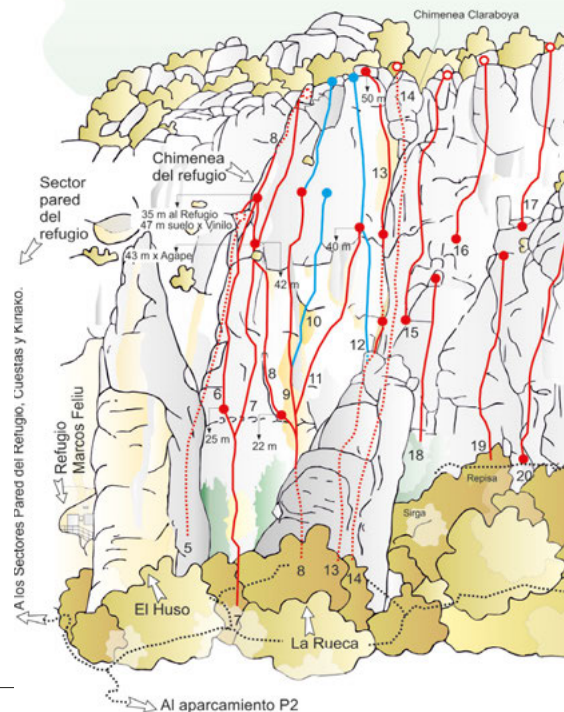 Chimenea Claraboya
14
50 m
8
13
Chimenea
del refugio
Sector
pared
del
refugio
35 m al Refugio
47 m suelo x Vinilo
17
16
40 m
43 m x Agape
42 m
10
15
12
8
11
6
9
7
25 m
22 m
18
19
Repisa
20
Refugio
Marcos Feliu
Sirga
5
8
13
14
El Huso
La Rueca
A los Sectores Pared del Refugio, Cuestas y Kinako.
Al aparcamiento P2